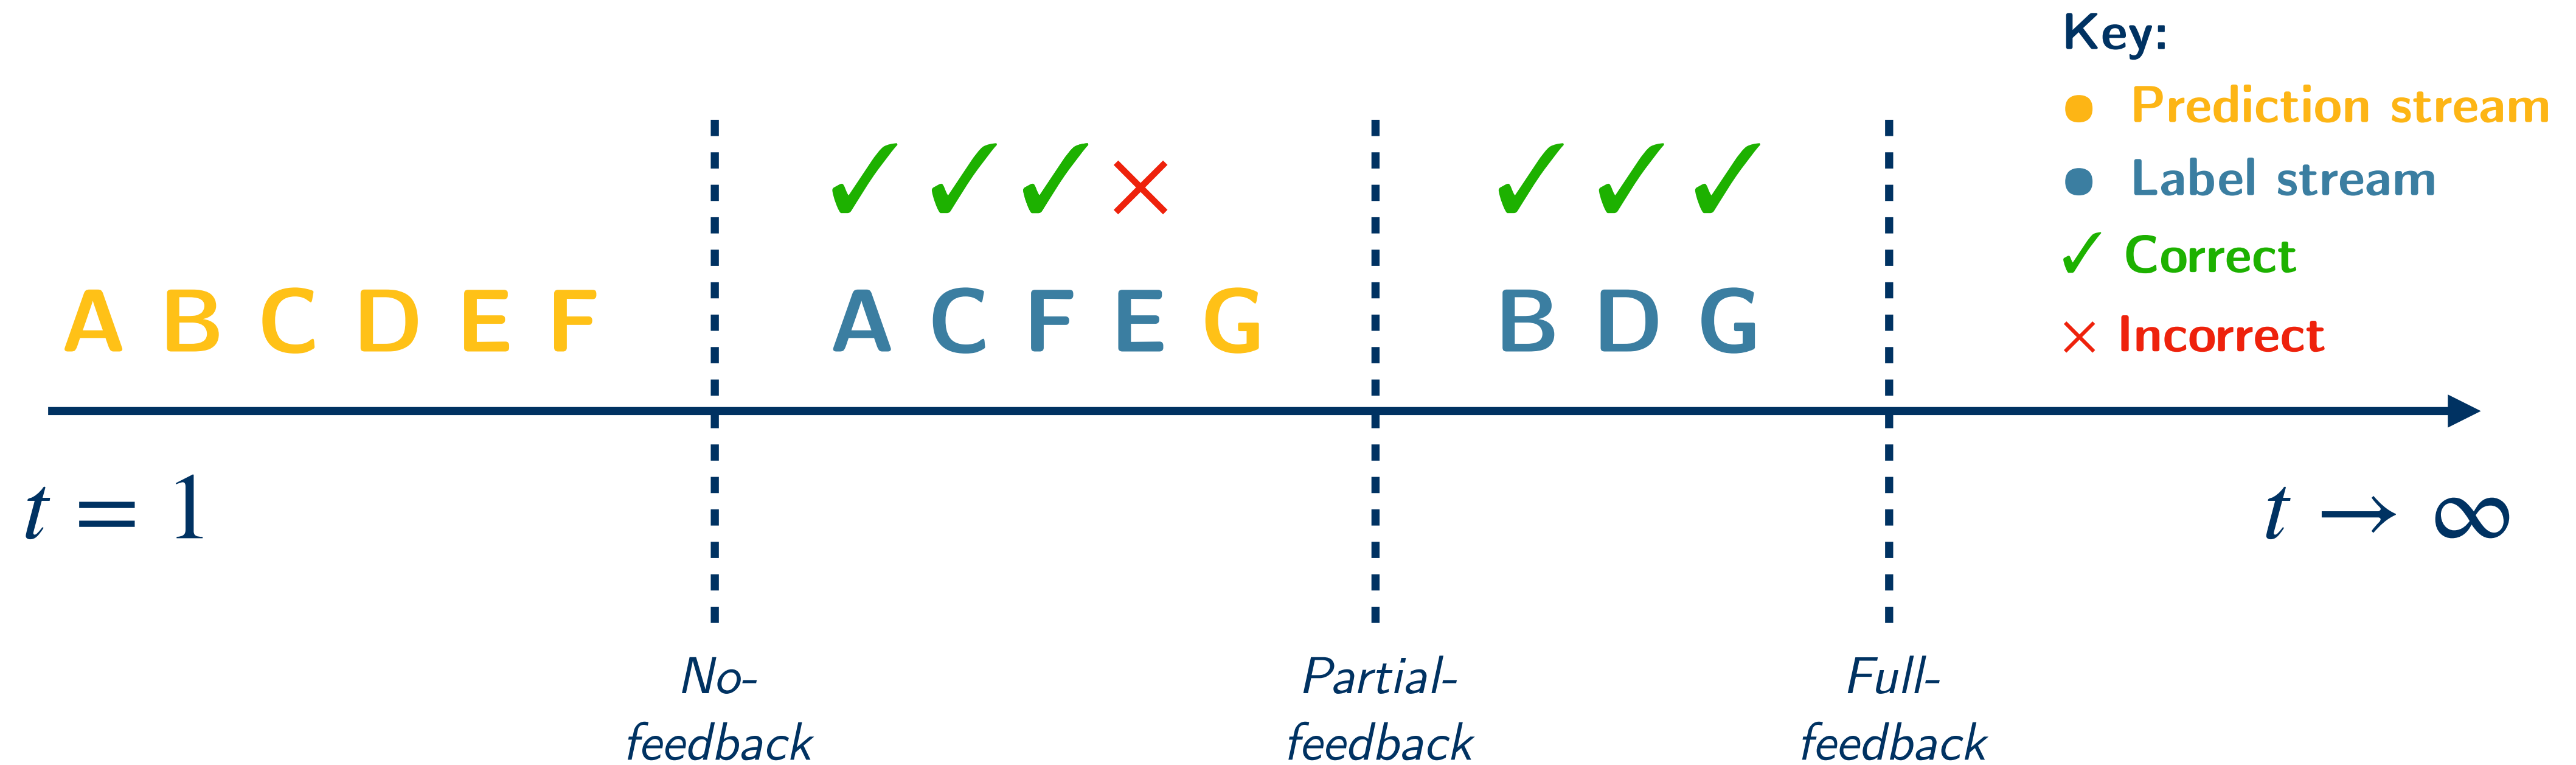 Key:
Prediction stream
Label stream
✓ Correct
× Incorrect
✓ ✓ ✓ × ✓ ✓ ✓
A B C D E F A C F E G B D G
t = 1 t → ∞
No-
feedback
Partial-
feedback
Full-
feedback